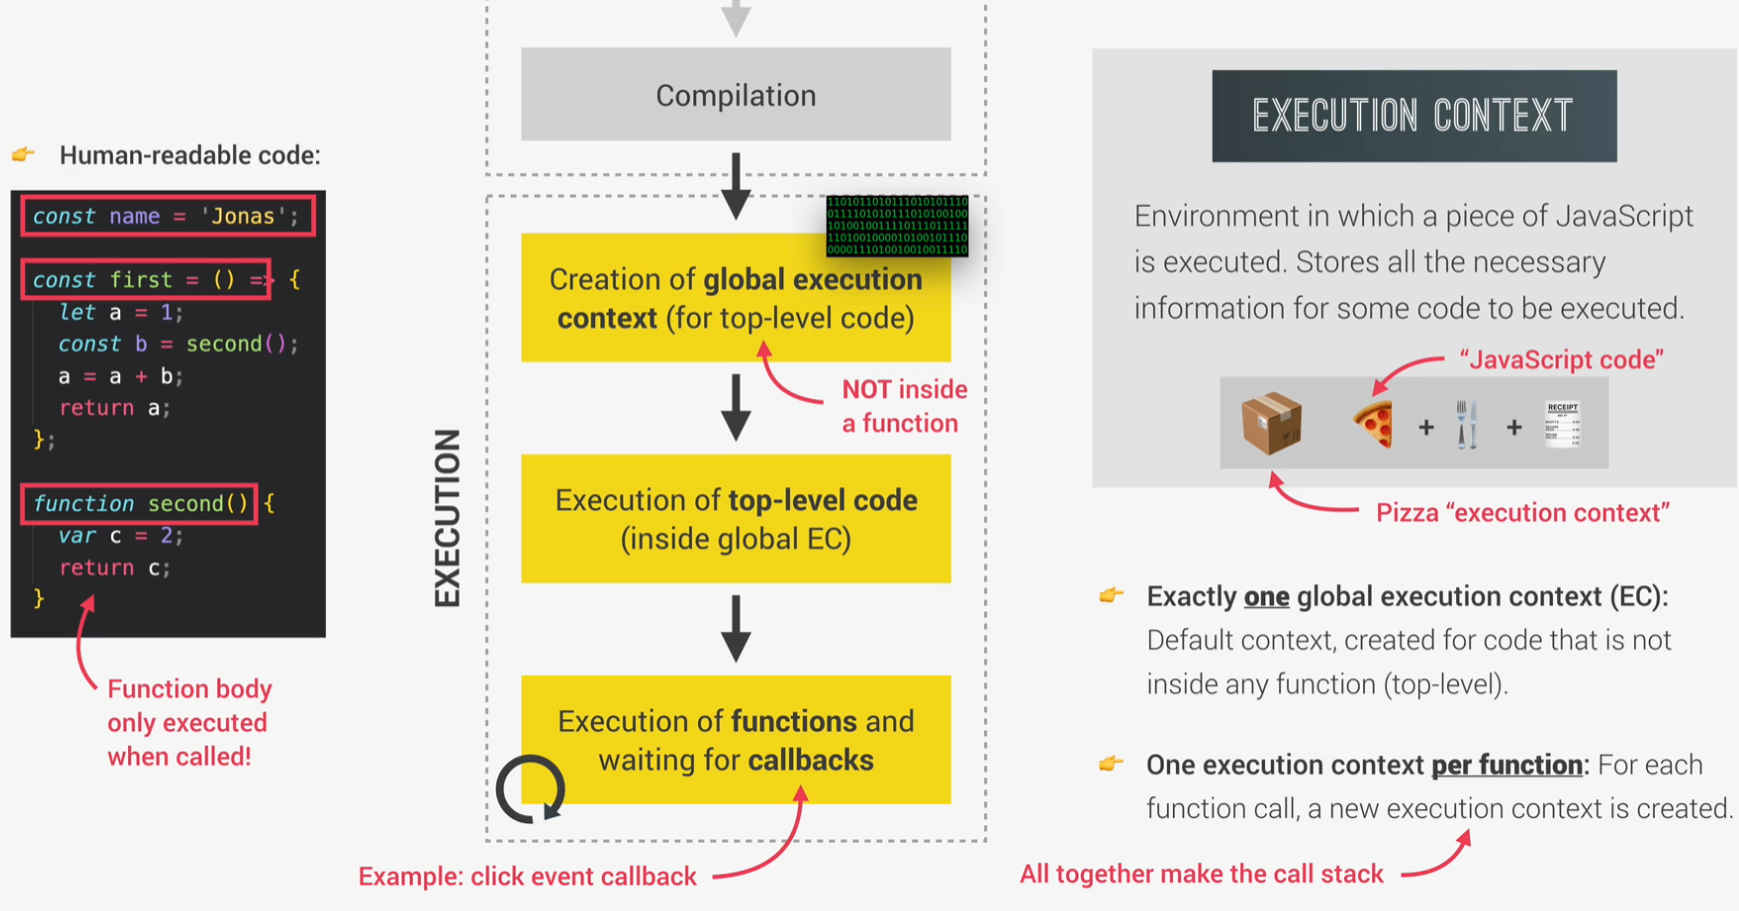 Compilation
Human-readable code:
const name = 'Jonas';
const first = () => {
let a = 1;
const b = second();
a = a + b;
return a;
};
function second() {
var c = 2;
return c;
}
Function body
only executed
when called!
EXECUTION
1101011010111010101110
01111010101110101001 00
Creation of global execution
context (for top-level code)
NOT inside
a function
Execution of top-level code
(inside global EC)
Execution of functions and
waiting for callbacks
Example: click event callback
EXECUTION CONTEXT
Environment in which a piece of JavaScript
is executed. Stores all the necessary
information for some code to be executed.
“JavaScript code"
+ +
RECEIPT
Pizza “execution context”
Exactly one global execution context (EC):
Default context, created for code that is not
inside any function (top-level).
One execution context per function: For each
function call, a new execution context is created.
All together make the call stack